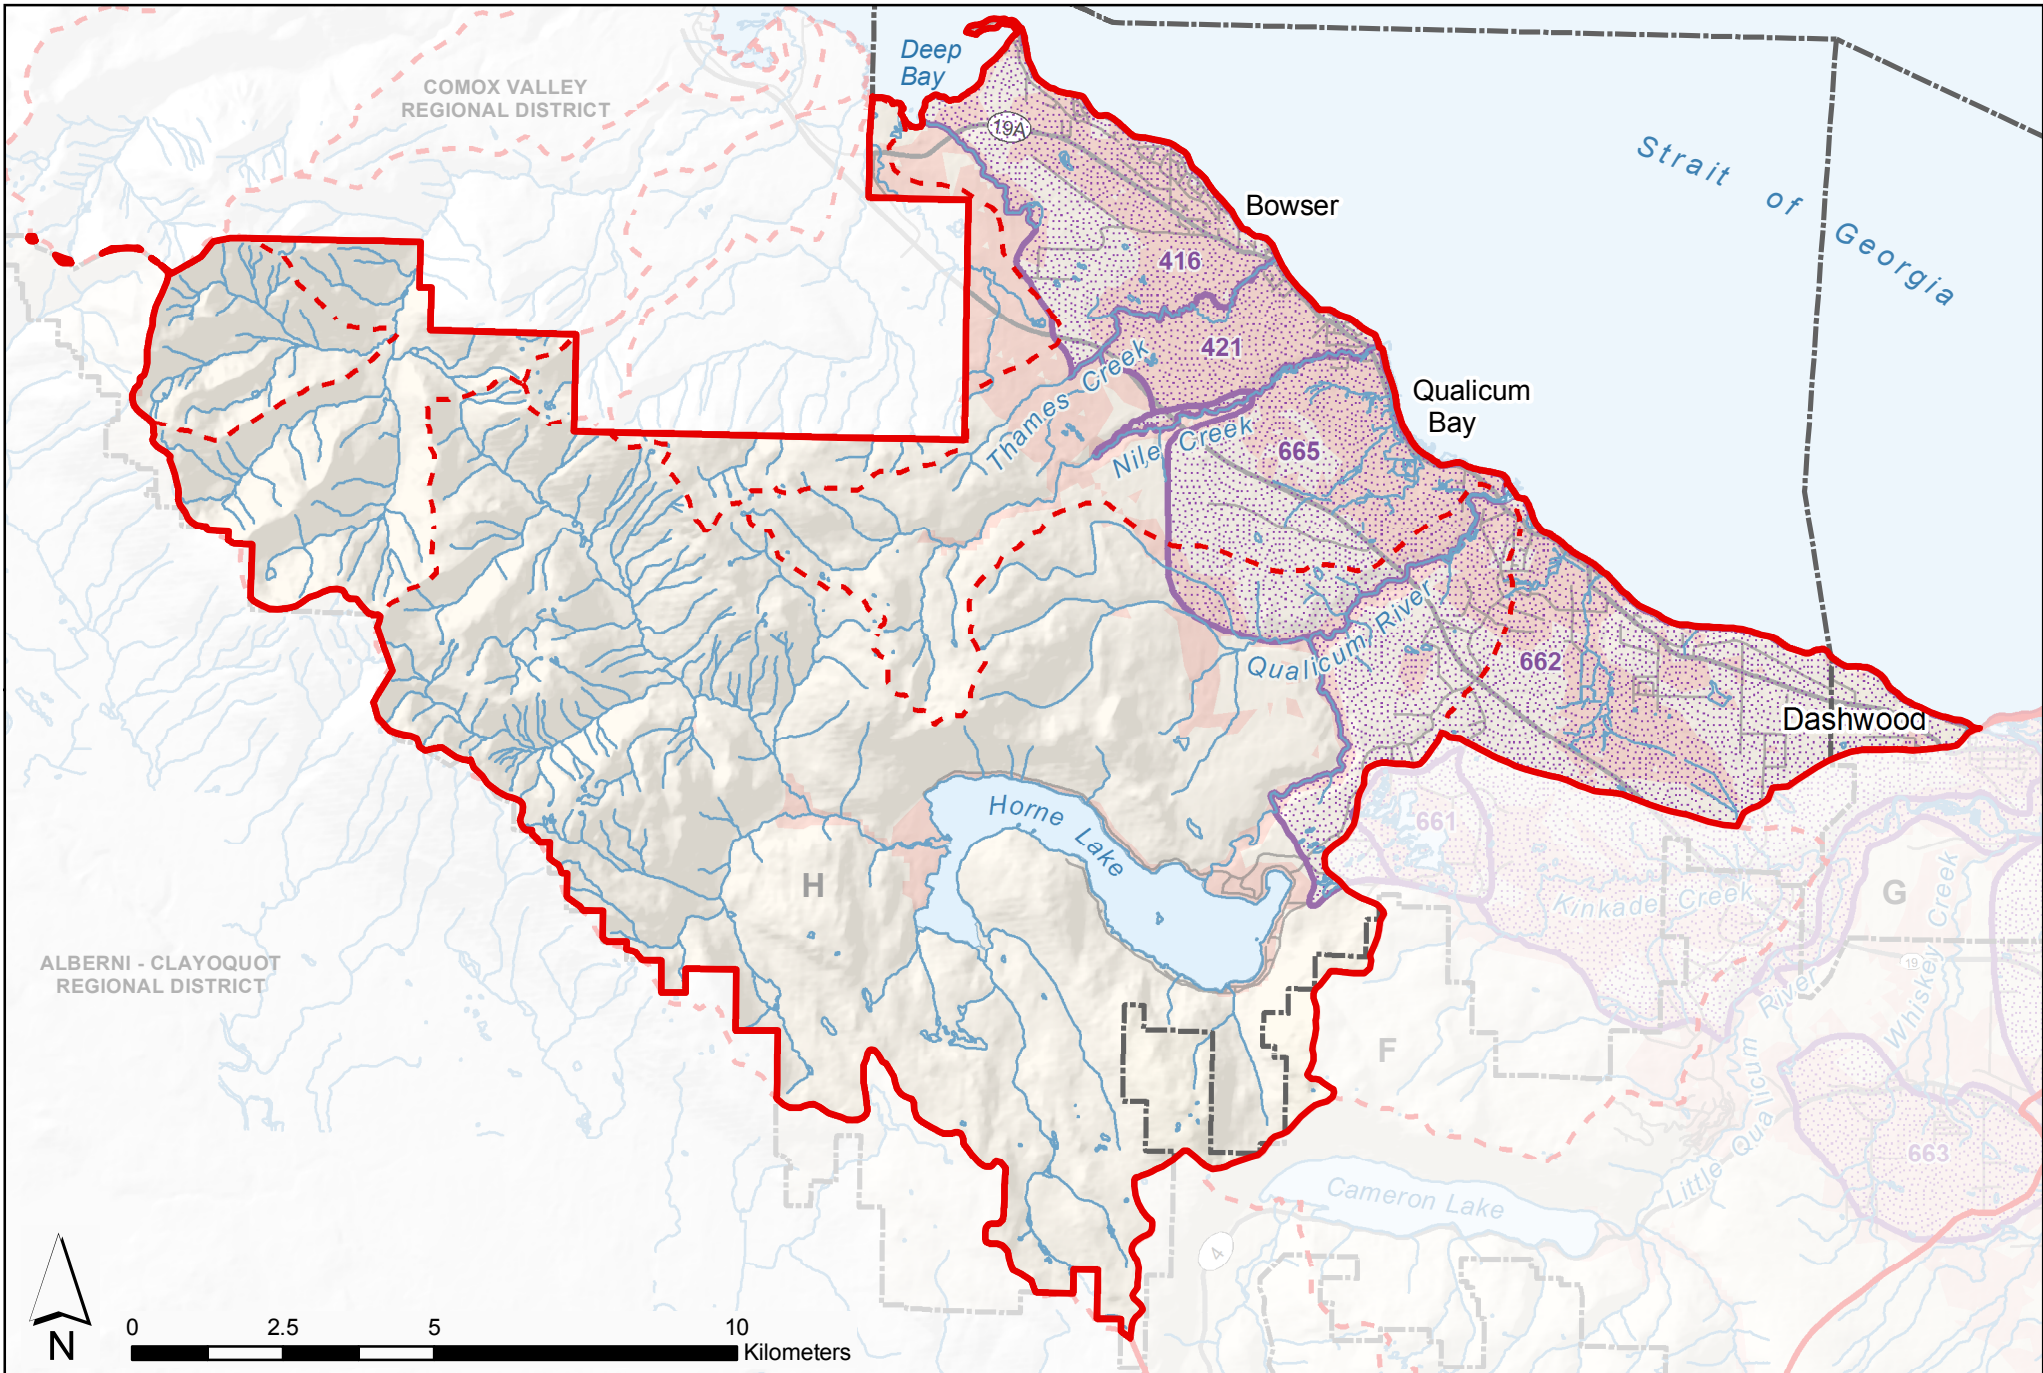 Deep
Bay
COMOX VALLEY
REGIONAL DISTRICT
19A
Strait of Georgia
Bowser
416
421
Thames Creek
Qualicum
Bay
Nile Creek
665
Qualicum River
662
Dashwood
Horne Lake
661
H
Kinkade Creek
G
Whiskey Creek
19
ALBERNI - CLAYOQUOT
REGIONAL DISTRICT
F
Little Qualicum River
663
Cameron Lake
4
N
0 2.5 5 10
Kilometers